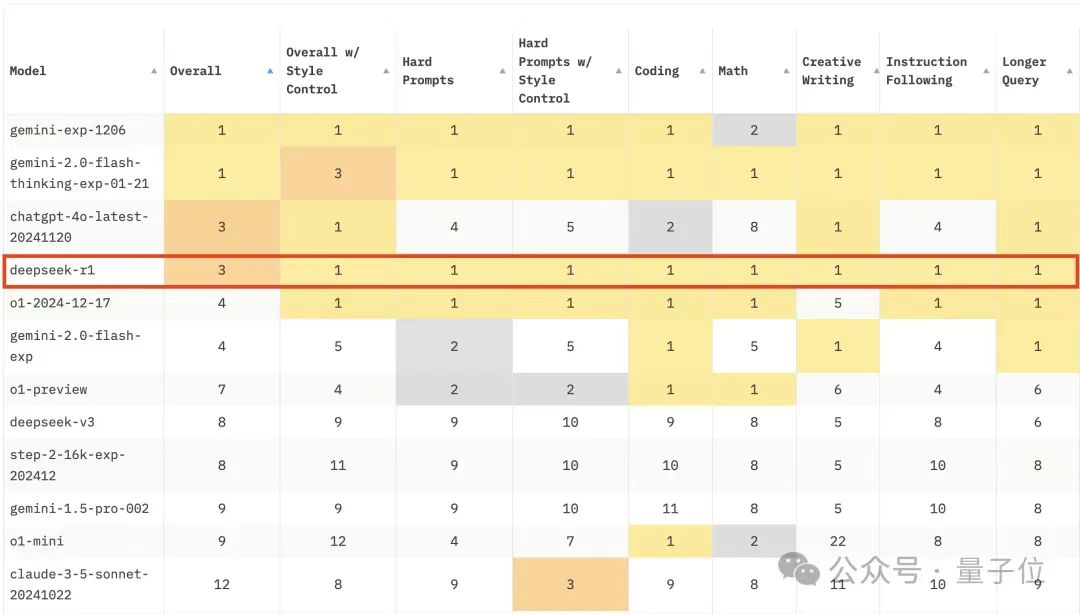 Model Overall Overall w/ Style Control Hard Prompts Hard Prompts w/ Style Control Coding Math Creative Writing Instruction Following Longer Query
gemini-exp-1206 1 1 1 1 1 2 1 1 1
gemini-2.0-flash-thinking-exp-01-21 1 3 1 1 1 1 1 1 1
chatgpt-4o-latest-20241120 3 1 4 5 2 8 1 4 1
deepseek-r1 3 1 1 1 1 1 1 1 1
o1-2024-12-17 4 1 1 1 1 1 5 1 1
gemini-2.0-flash-exp 4 5 2 5 1 5 1 4 1
o1-preview 7 4 2 2 1 1 6 4 6
deepseek-v3 8 9 9 10 9 8 5 8 6
step-2-16k-exp-202412 8 11 9 10 10 8 5 10 8
gemini-1.5-pro-002 9 9 9 10 11 8 5 10 8
o1-mini 9 12 4 7 1 2 22 8 8
claude-3-5-sonnet-20241022 12 8 9 3 9 8 11 10 9
公众号 · 量子位